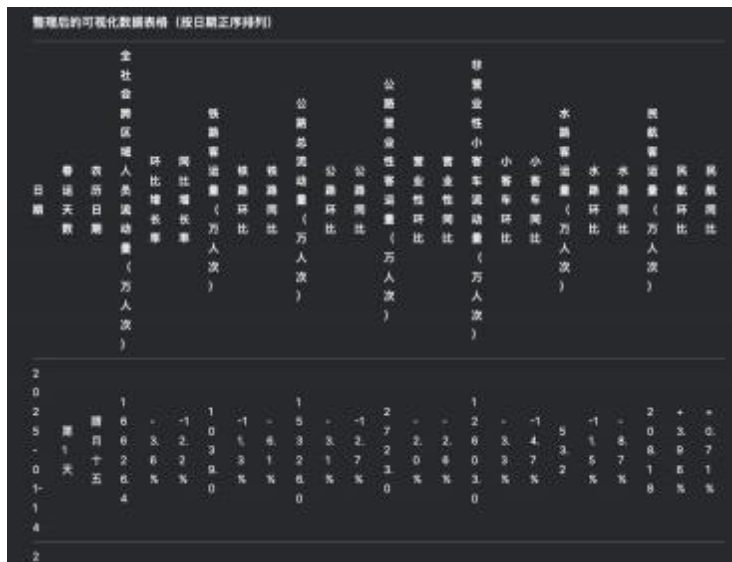 整理后的可视化数据表格（按日期正序排列）
日期
春运天数
农历日期
全社会跨区域人员流动量（万人次）
环比增长率
同比增长率
铁路客运量（万人次）
铁路环比
铁路同比
公路总流动量（万人次）
公路环比
公路同比
公路营业性客运量（万人次）
营业性环比
营业性同比
非营业性小客车流动量（万人次）
小客车环比
小客车同比
水路客运量（万人次）
水路环比
水路同比
民航客运量（万人次）
民航环比
民航同比
2025-01-14
第1天
腊月十五
-3.6%
-12.2%
1039.0
-11.3%
-6.1%
15326.0
-3.1%
-12.7%
2723.0
-2.0%
-2.6%
12603.0
-3.3%
-14.7%
53.2
-11.5%
-8.7%
208.18
+3.96%
+0.71%
2